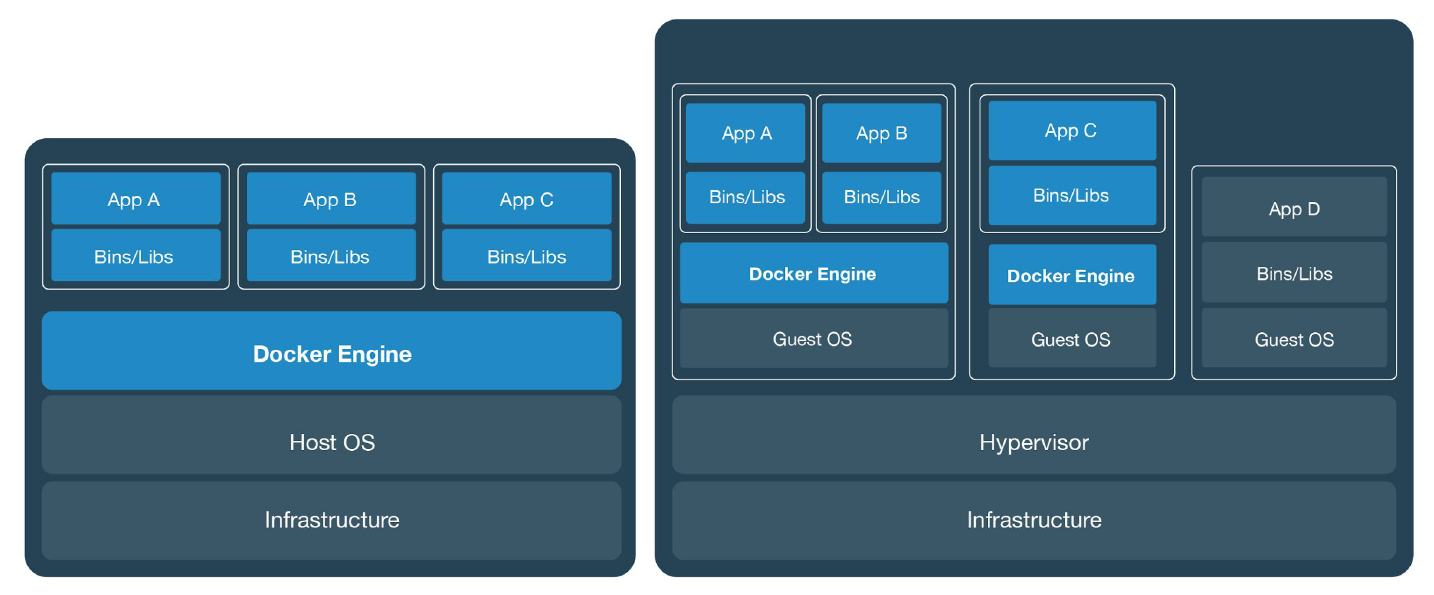 App A
App B
App C
Bins/Libs
Bins/Libs
Bins/Libs
Docker Engine
Host OS
Infrastructure
App A
App B
Bins/Libs
Bins/Libs
Docker Engine
Guest OS
App C
Bins/Libs
Docker Engine
Guest OS
App D
Bins/Libs
Guest OS
Hypervisor
Infrastructure